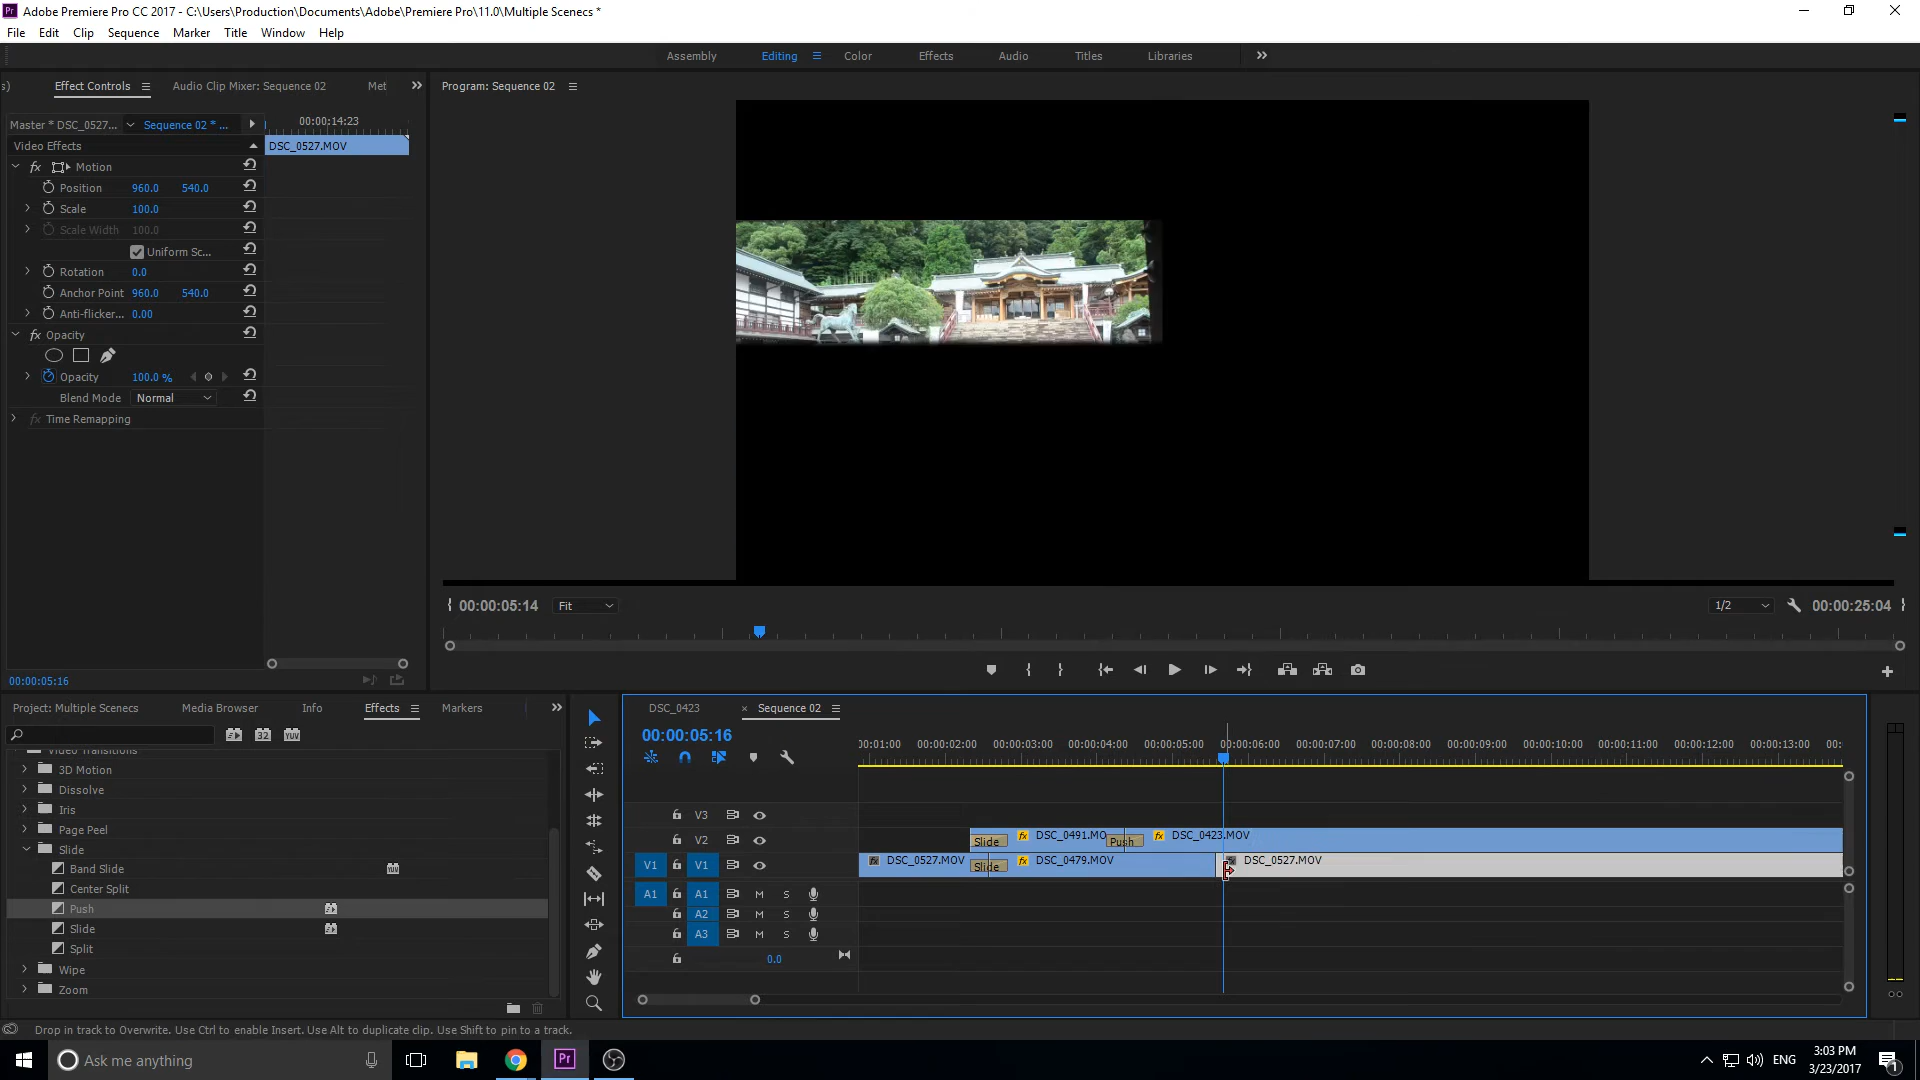 Adobe Premiere Pro CC 2017 - C:\Users\Production\Documents\Adobe\Premiere Pro\11.0\Multiple Scenecs *
File Edit Clip Sequence Marker Title Window Help
Assembly Editing Color Effects Audio Titles Libraries
s) Effect Controls Audio Clip Mixer: Sequence 02 Met
Program: Sequence 02
Master * DSC_0527... Sequence 02 * ... 00:00:14:23
Video Effects DSC_0527.MOV
fx Motion
Position 960.0 540.0
Scale 100.0
Scale Width 100.0
Uniform Sc...
Rotation 0.0
Anchor Point 960.0 540.0
Anti-flicker... 0.00
fx Opacity
Opacity 100.0 %
Blend Mode Normal
fx Time Remapping
00:00:05:14 Fit 1/2 00:00:25:04
00:00:05:16
Project: Multiple Scenecs Media Browser Info Effects Markers
32 YUV
Video Transitions
3D Motion
Dissolve
Iris
Page Peel
Slide
Band Slide
Center Split
Push
Slide
Split
Wipe
Zoom
DSC_0423 × Sequence 02
00:00:05:16
00:01:00 00:00:02:00 00:00:03:00 00:00:04:00 00:00:05:00 00:00:06:00 00:00:07:00 00:00:08:00 00:00:09:00 00:00:10:00 00:00:11:00 00:00:12:00 00:00:13:00 00:
V3
V2 Slide fx DSC_0491.MO Push fx DSC_0423.MOV
V1 V1 fx DSC_0527.MOV Slide fx DSC_0479.MOV DSC_0527.MOV
A1 A1 M S
A2 M S
A3 M S
0.0
Drop in track to Overwrite. Use Ctrl to enable Insert. Use Alt to duplicate clip. Use Shift to pin to a track.
Ask me anything
Pr
ENG
3:03 PM
3/23/2017
1